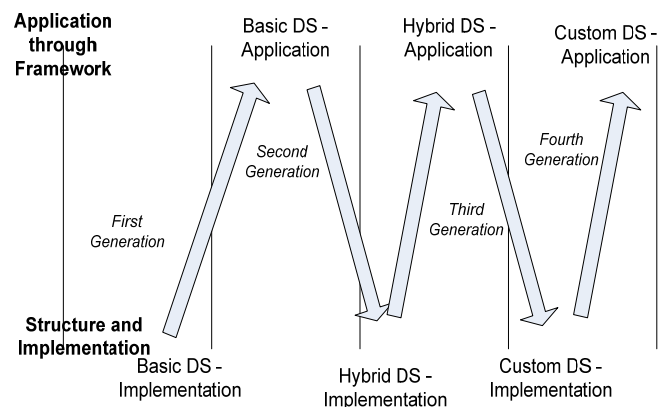 Application
through
Framework
Basic DS -
Application
Hybrid DS -
Application
Custom DS -
Application
First
Generation
Second
Generation
Third
Generation
Fourth
Generation
Structure and
Implementation
Basic DS -
Implementation
Hybrid DS -
Implementation
Custom DS -
Implementation